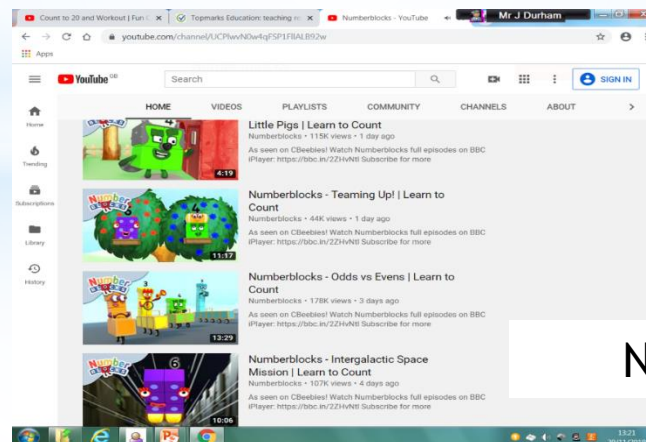 Count to 20 and Workout | Fun C
Topmarks Education: teaching re
Numberblocks - YouTube
Mr J Durham
youtube.com/channel/UCPlwvN0w4qFSP1FBALB92w
Apps
YouTube GB
Search
SIGN IN
HOME VIDEOS PLAYLISTS COMMUNITY CHANNELS ABOUT
Home
Trending
Subscriptions
Library
History
4
4:19
Little Pigs | Learn to Count
Numberblocks • 115K views • 1 day ago
As seen on CBeebies! Watch Numberblocks full episodes on BBC
iPlayer: https://bbc.in/2ZHvNtl Subscribe for more
Number
11:17
Numberblocks - Teaming Up! | Learn to
Count
Numberblocks • 44K views • 1 day ago
As seen on CBeebies! Watch Numberblocks full episodes on BBC
iPlayer: https://bbc.in/2ZHvNtl Subscribe for more
Number
13:29
Numberblocks - Odds vs Evens | Learn to
Count
Numberblocks • 178K views • 3 days ago
As seen on CBeebies! Watch Numberblocks full episodes on BBC
iPlayer: https://bbc.in/2ZHvNtl Subscribe for more
Number
6
10:06
Numberblocks - Intergalactic Space
Mission | Learn to Count
Numberblocks • 107K views • 4 days ago
As seen on CBeebies! Watch Numberblocks full episodes on BBC
iPlayer: https://bbc.in/2ZHvNtl Subscribe for more
N
13:21